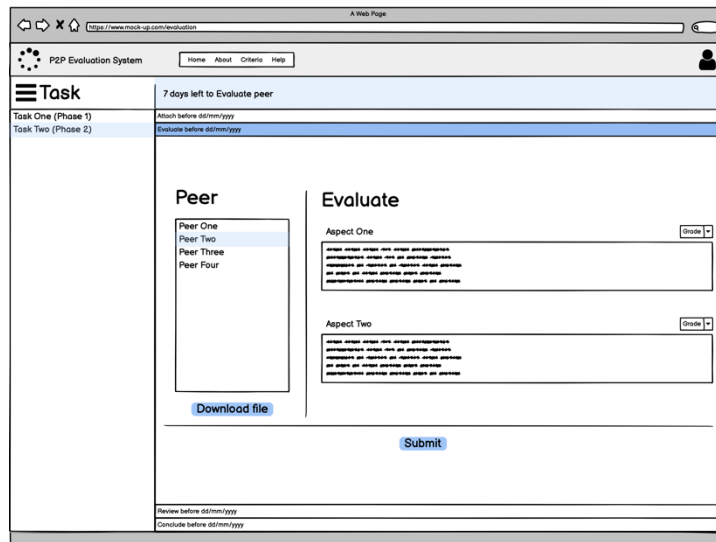 A Web Page
https://www.mock-up.com/evaluation
P2P Evaluation System
Home About Criteria Help
Task
7 days left to Evaluate peer
Task One (Phase 1)
Attach before dd/mm/yyyy
Task Two (Phase 2)
Evaluate before dd/mm/yyyy
Peer
Peer One
Peer Two
Peer Three
Peer Four
Download file
Evaluate
Aspect One
Grade
Aspect Two
Grade
Submit
Review before dd/mm/yyyy
Conclude before dd/mm/yyyy